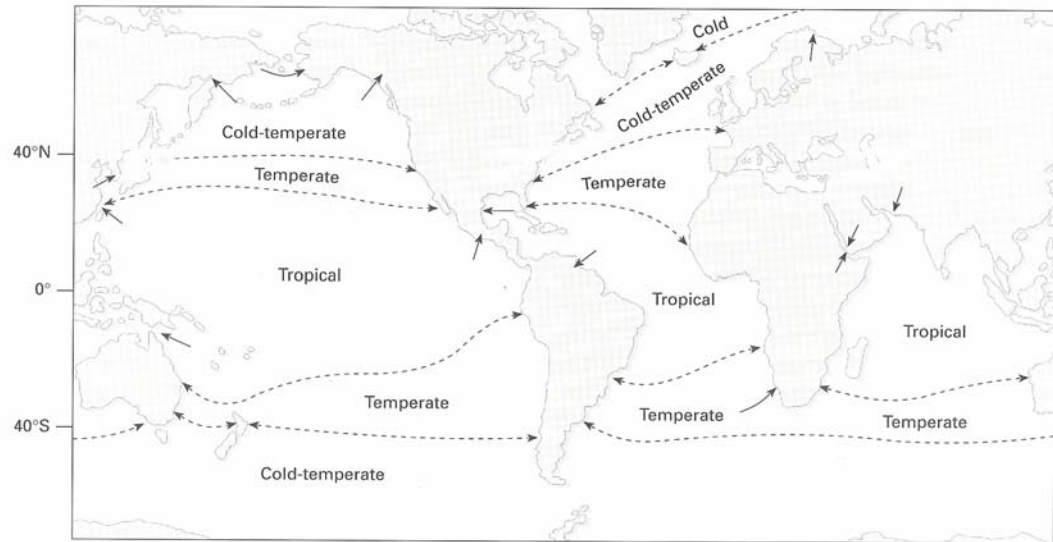 Cold
Cold-temperate
Cold-temperate
40°N
Temperate
Temperate
Tropical
0°
Tropical
Tropical
Temperate
Temperate
Temperate
40°S
Cold-temperate